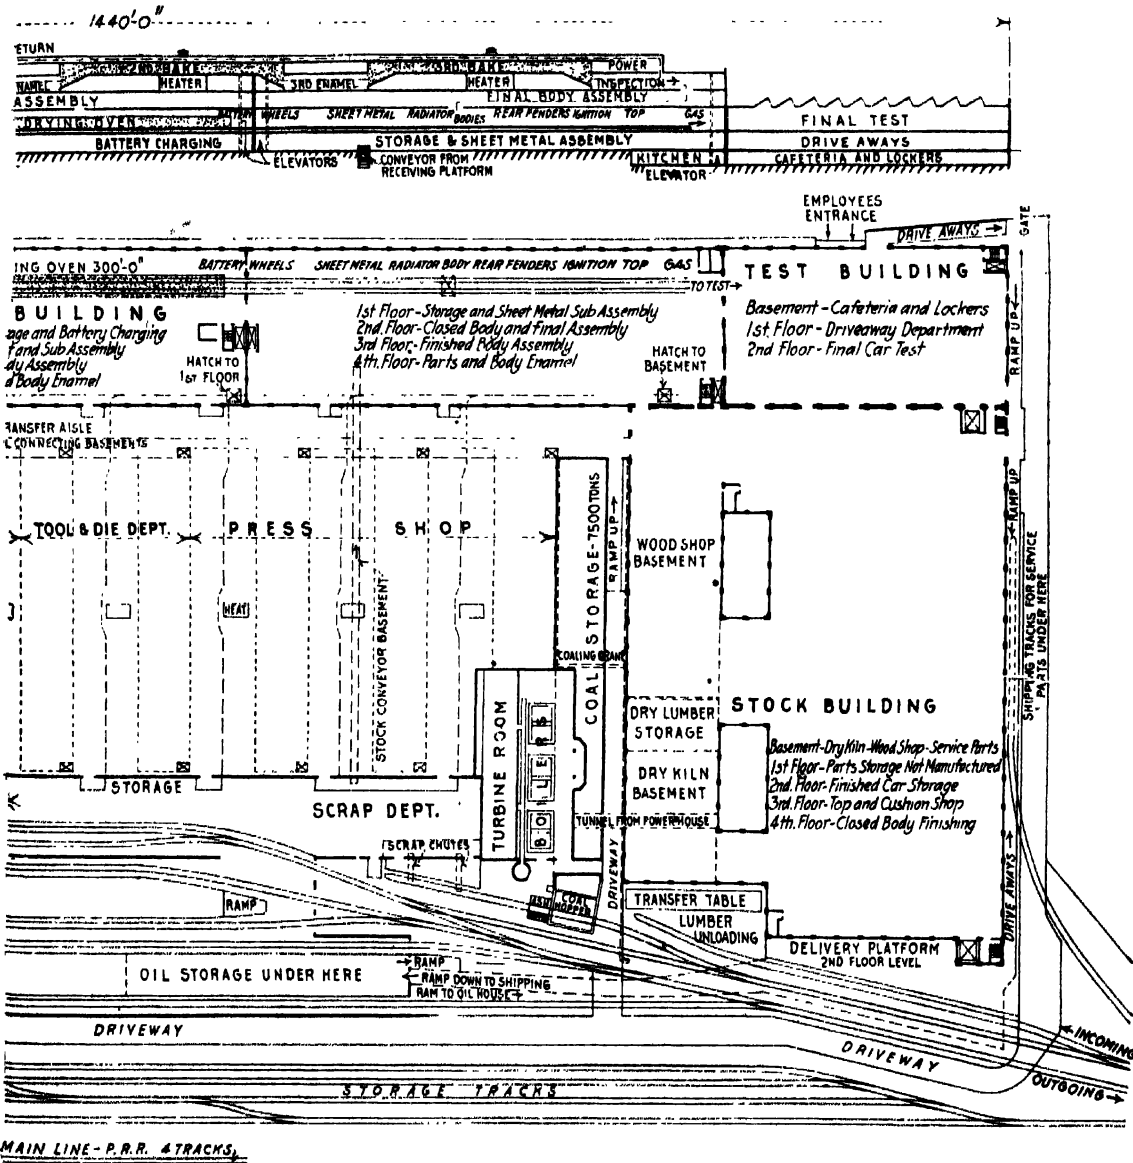 1440'-0"
ETURN
2ND BAKE
3RD BAKE
POWER
NAMEL
HEATER
3RD ENAMEL
HEATER
INSPECTION
ASSEMBLY
FINAL BODY ASSEMBLY
BATTERY WHEELS SHEET METAL RADIATOR BODIES REAR FENDERS IGNITION TOP GAS
DRYING OVEN
FINAL TEST
BATTERY CHARGING
STORAGE & SHEET METAL ASSEMBLY
DRIVE AWAYS
ELEVATORS
CONVEYOR FROM
RECEIVING PLATFORM
KITCHEN
CAFETERIA AND LOCKERS
ELEVATOR
EMPLOYEES
ENTRANCE
DRIVE AWAYS
GATE
ING OVEN 300'-0"
BATTERY WHEELS SHEET METAL RADIATOR BODY REAR FENDERS IGNITION TOP GAS
TO TEST
TEST BUILDING
BUILDING
age and Battery Charging
t and Sub Assembly
dy Assembly
d Body Enamel
1st Floor-Storage and Sheet Metal Sub Assembly
2nd. Floor-Closed Body and final Assembly
3rd Floor-Finished Body Assembly
4th. Floor-Parts and Body Enamel
Basement-Cafeteria and Lockers
1st. Floor-Driveaway Department
2nd Floor-Final Car Test
RAMP UP
HATCH TO
1ST FLOOR
HATCH TO
BASEMENT
RANSFER AISLE
L CONNECTING BASEMENTS
TOOL & DIE DEPT.
PRESS SHOP
HEAT
STOCK CONVEYOR BASEMENT
COAL STORAGE-7500 TONS
RAMP UP
WOOD SHOP
BASEMENT
RAMP UP
SHIPPING TRACKS FOR SERVICE
PARTS UNDER HERE
COALING CRANE
TURBINE ROOM
BOILERS
DRY LUMBER
STORAGE
STOCK BUILDING
DRY KILN
BASEMENT
Basement-Dry Kiln-Wood Shop-Service Parts
1st Floor-Parts Storage Not Manufactured
2nd. Floor-Finished Car Storage
3rd Floor-Top and Cushion Shop
4th. Floor-Closed Body Finishing
STORAGE
SCRAP DEPT.
TUNNEL FROM POWERHOUSE
SCRAP CHUTES
DRIVEWAY
DRIVE AWAYS
RAMP
ASH
COAL
HOPPER
TRANSFER TABLE
LUMBER
UNLOADING
DELIVERY PLATFORM
2ND FLOOR LEVEL
OIL STORAGE UNDER HERE
RAMP
RAMP DOWN TO SHIPPING
RAM TO OIL HOUSE
DRIVEWAY
DRIVEWAY
INCOMING
OUTGOING
STORAGE TRACKS
MAIN LINE-P.R.R. 4 TRACKS